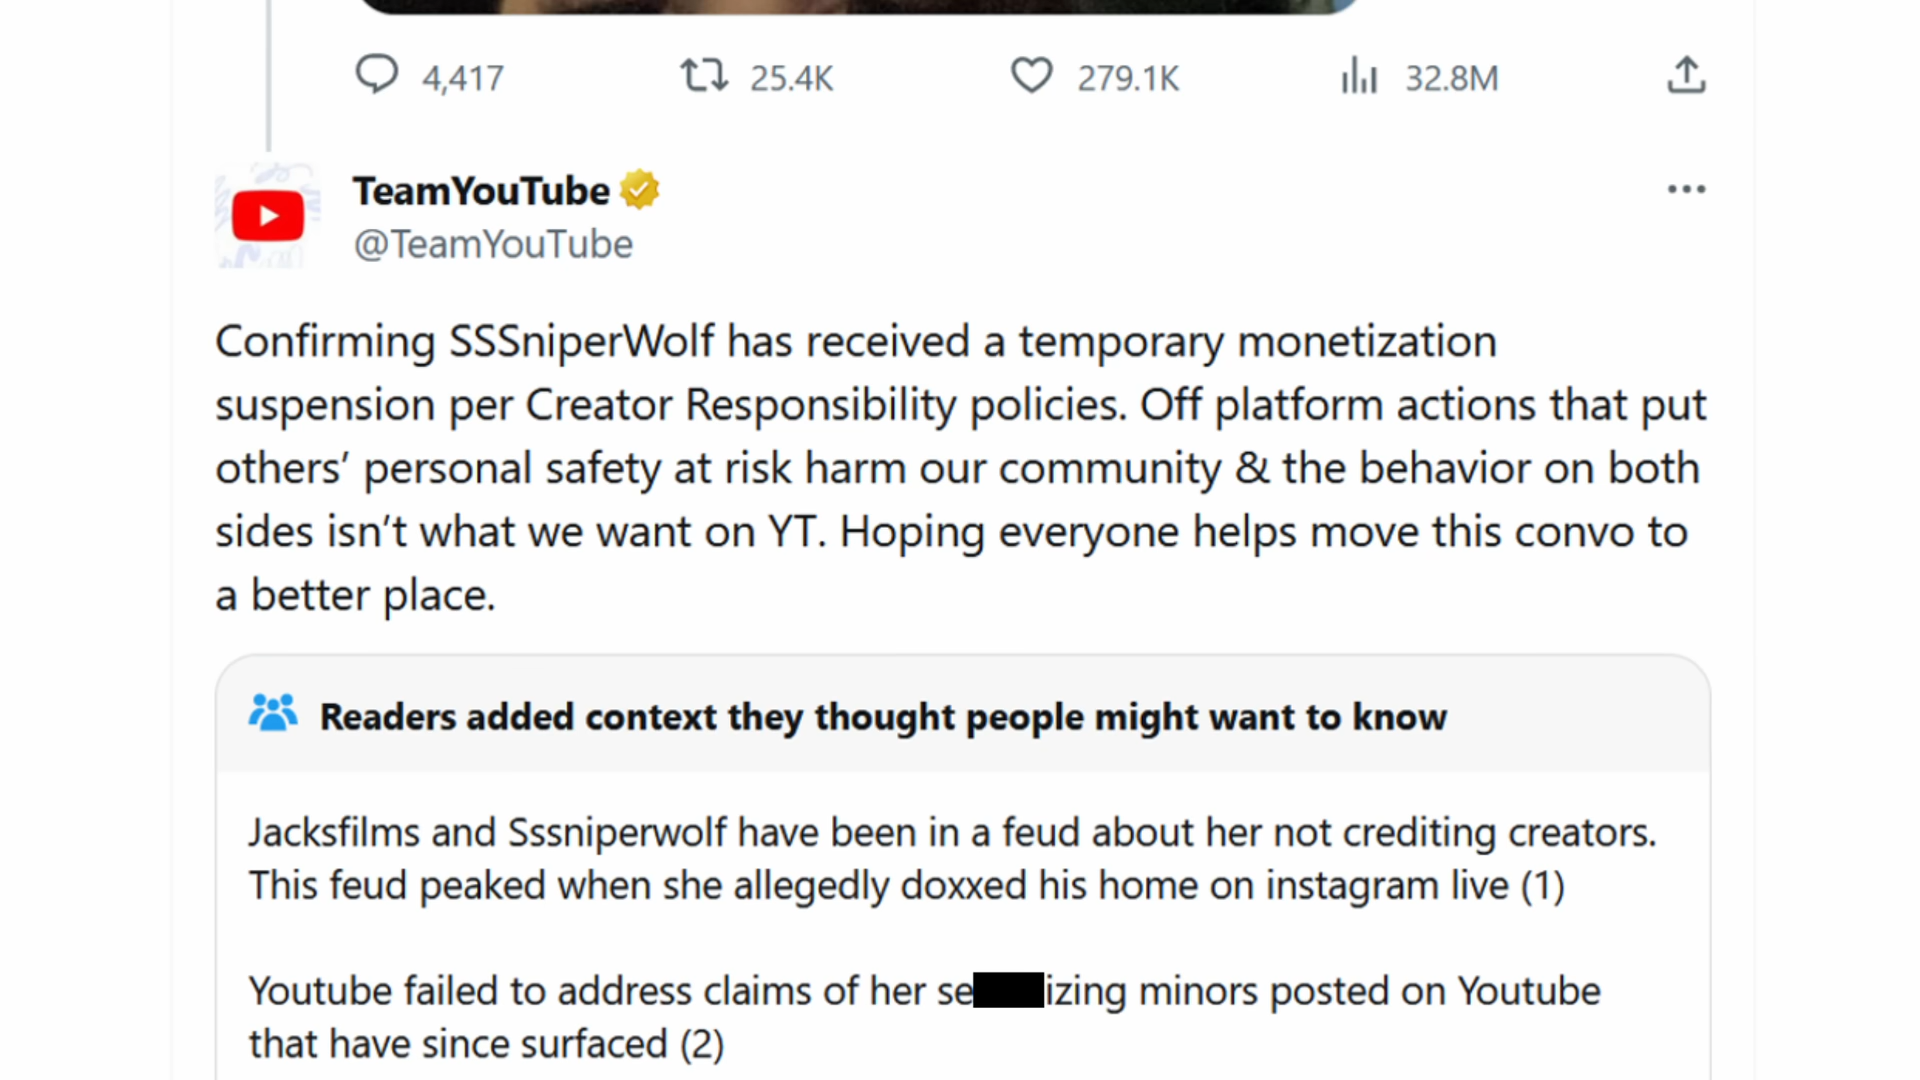 4,417 25.4K 279.1K 32.8M
TeamYouTube
@TeamYouTube
Confirming SSSniperWolf has received a temporary monetization
suspension per Creator Responsibility policies. Off platform actions that put
others’ personal safety at risk harm our community & the behavior on both
sides isn’t what we want on YT. Hoping everyone helps move this convo to
a better place.
Readers added context they thought people might want to know
Jacksfilms and Sssniperwolf have been in a feud about her not crediting creators.
This feud peaked when she allegedly doxxed his home on instagram live (1)
Youtube failed to address claims of her se izing minors posted on Youtube
that have since surfaced (2)